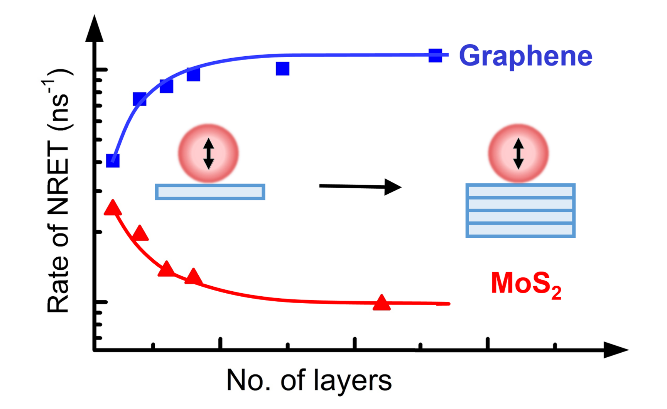 Graphene
Rate of NRET (ns⁻¹)
MoS₂
No. of layers